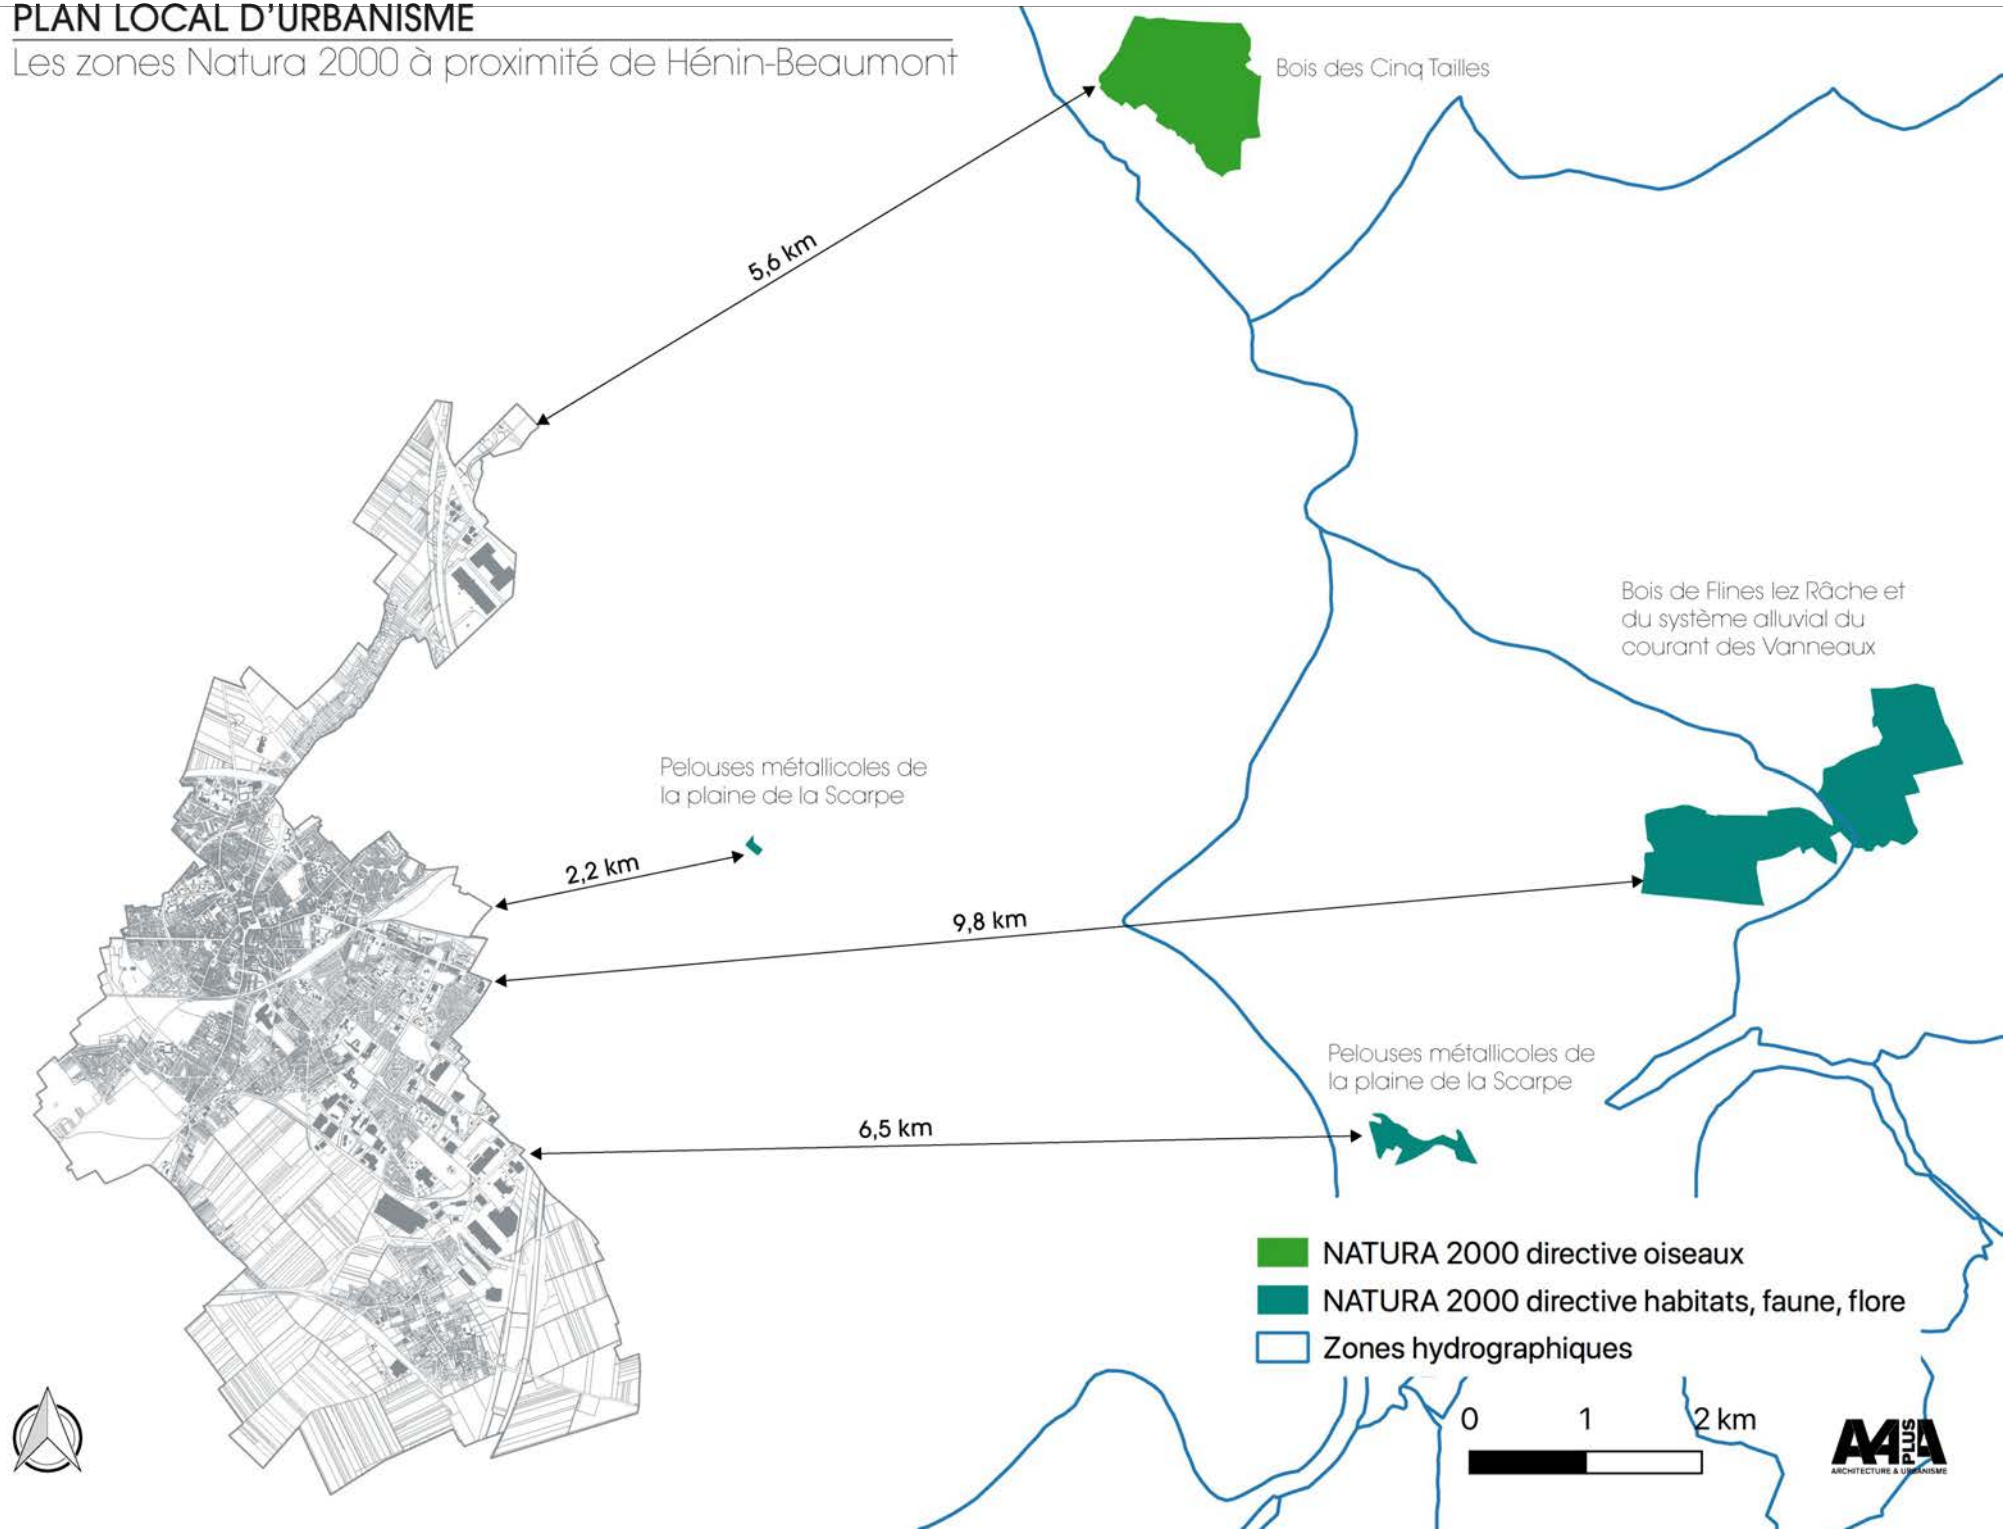 PLAN LOCAL D'URBANISME
Les zones Natura 2000 à proximité de Hénin-Beaumont
Bois des Cinq Tailles
5,6 km
Bois de Flines lez Râche et
du système alluvial du
courant des Vanneaux
Pelouses métallicoles de
la plaine de la Scarpe
2,2 km
9,8 km
Pelouses métallicoles de
la plaine de la Scarpe
6,5 km
NATURA 2000 directive oiseaux
NATURA 2000 directive habitats, faune, flore
Zones hydrographiques
0 1 2 km
A4PLUSA
ARCHITECTURE & URBANISME